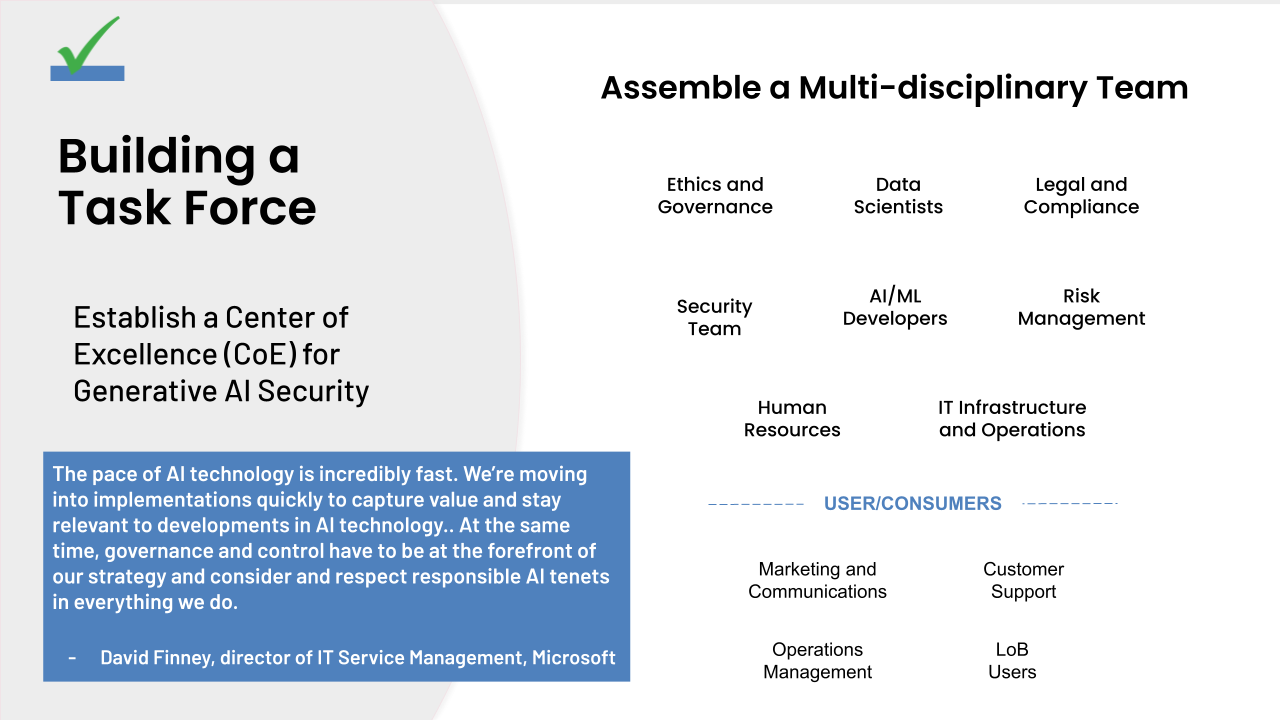 Building a
Task Force
Establish a Center of
Excellence (CoE) for
Generative AI Security
The pace of AI technology is incredibly fast. We’re moving
into implementations quickly to capture value and stay
relevant to developments in AI technology.. At the same
time, governance and control have to be at the forefront of
our strategy and consider and respect responsible AI tenets
in everything we do.
- David Finney, director of IT Service Management, Microsoft
Assemble a Multi-disciplinary Team
Ethics and
Governance
Data
Scientists
Legal and
Compliance
Security
Team
AI/ML
Developers
Risk
Management
Human
Resources
IT Infrastructure
and Operations
USER/CONSUMERS
Marketing and
Communications
Customer
Support
Operations
Management
LoB
Users